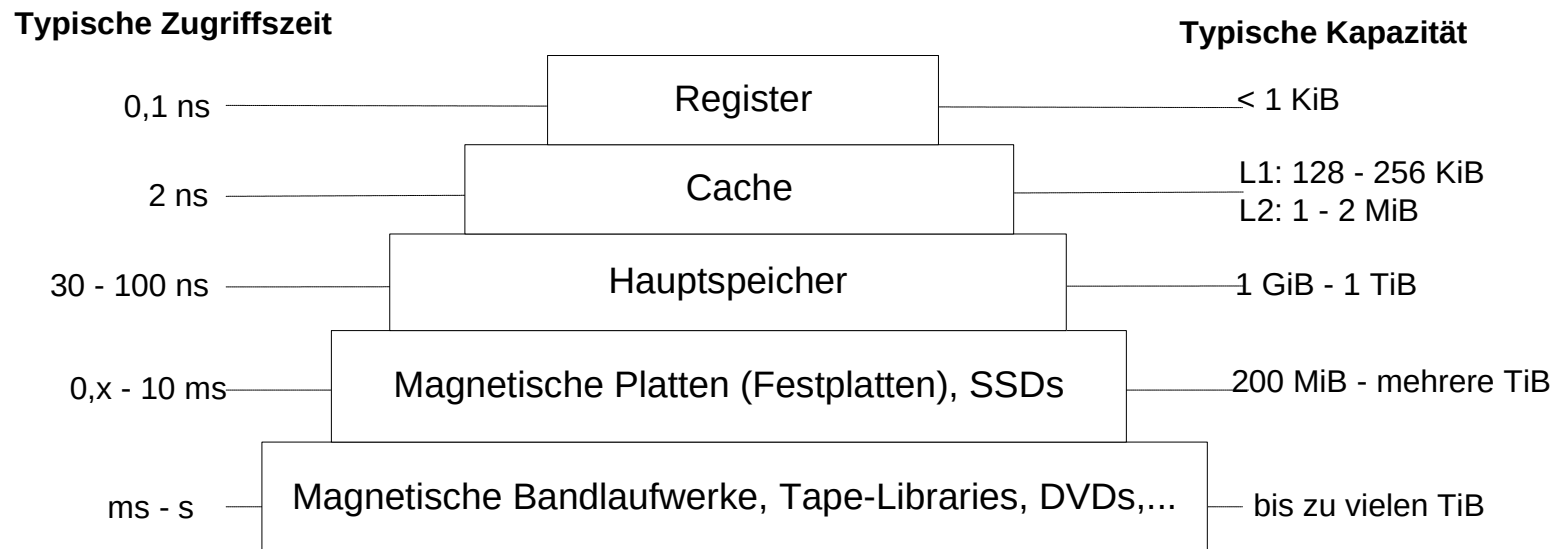 Typische Zugriffszeit
Typische Kapazität
0,1 ns
Register
< 1 KiB
2 ns
Cache
L1: 128 - 256 KiB
L2: 1 - 2 MiB
30 - 100 ns
Hauptspeicher
1 GiB - 1 TiB
0,x - 10 ms
Magnetische Platten (Festplatten), SSDs
200 MiB - mehrere TiB
ms - s
Magnetische Bandlaufwerke, Tape-Libraries, DVDs,...
bis zu vielen TiB